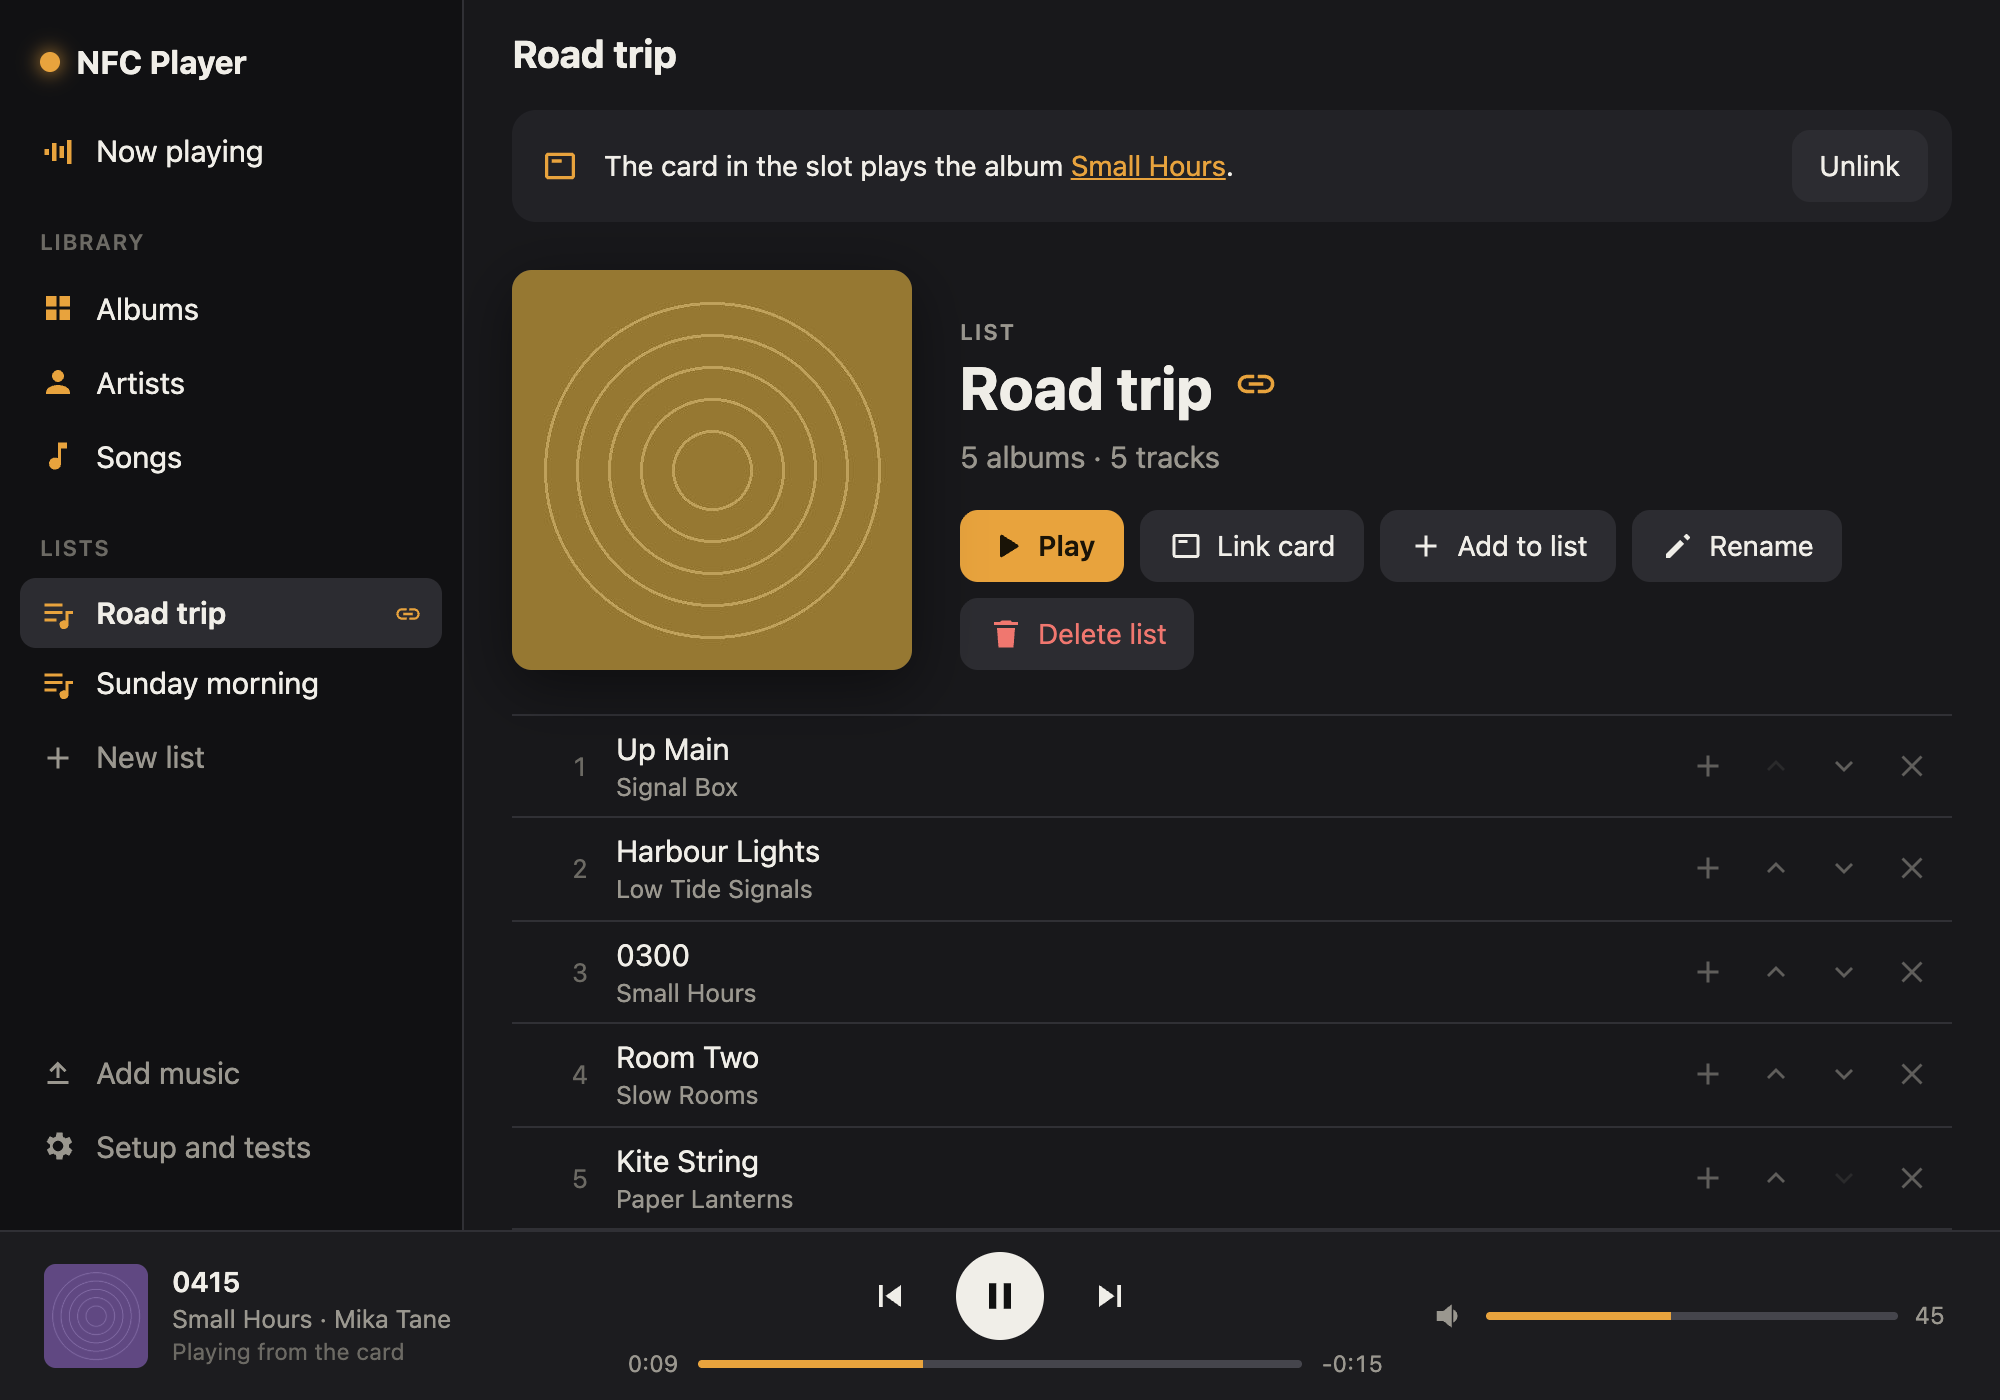 NFC Player
Now playing
LIBRARY
Albums
Artists
Songs
LISTS
Road trip
Sunday morning
New list
Add music
Setup and tests
Road trip
The card in the slot plays the album Small Hours.
Unlink
LIST
Road trip
5 albums · 5 tracks
Play
Link card
Add to list
Rename
Delete list
1
Up Main
Signal Box
2
Harbour Lights
Low Tide Signals
3
0300
Small Hours
4
Room Two
Slow Rooms
5
Kite String
Paper Lanterns
0415
Small Hours · Mika Tane
Playing from the card
0:09
-0:15
45